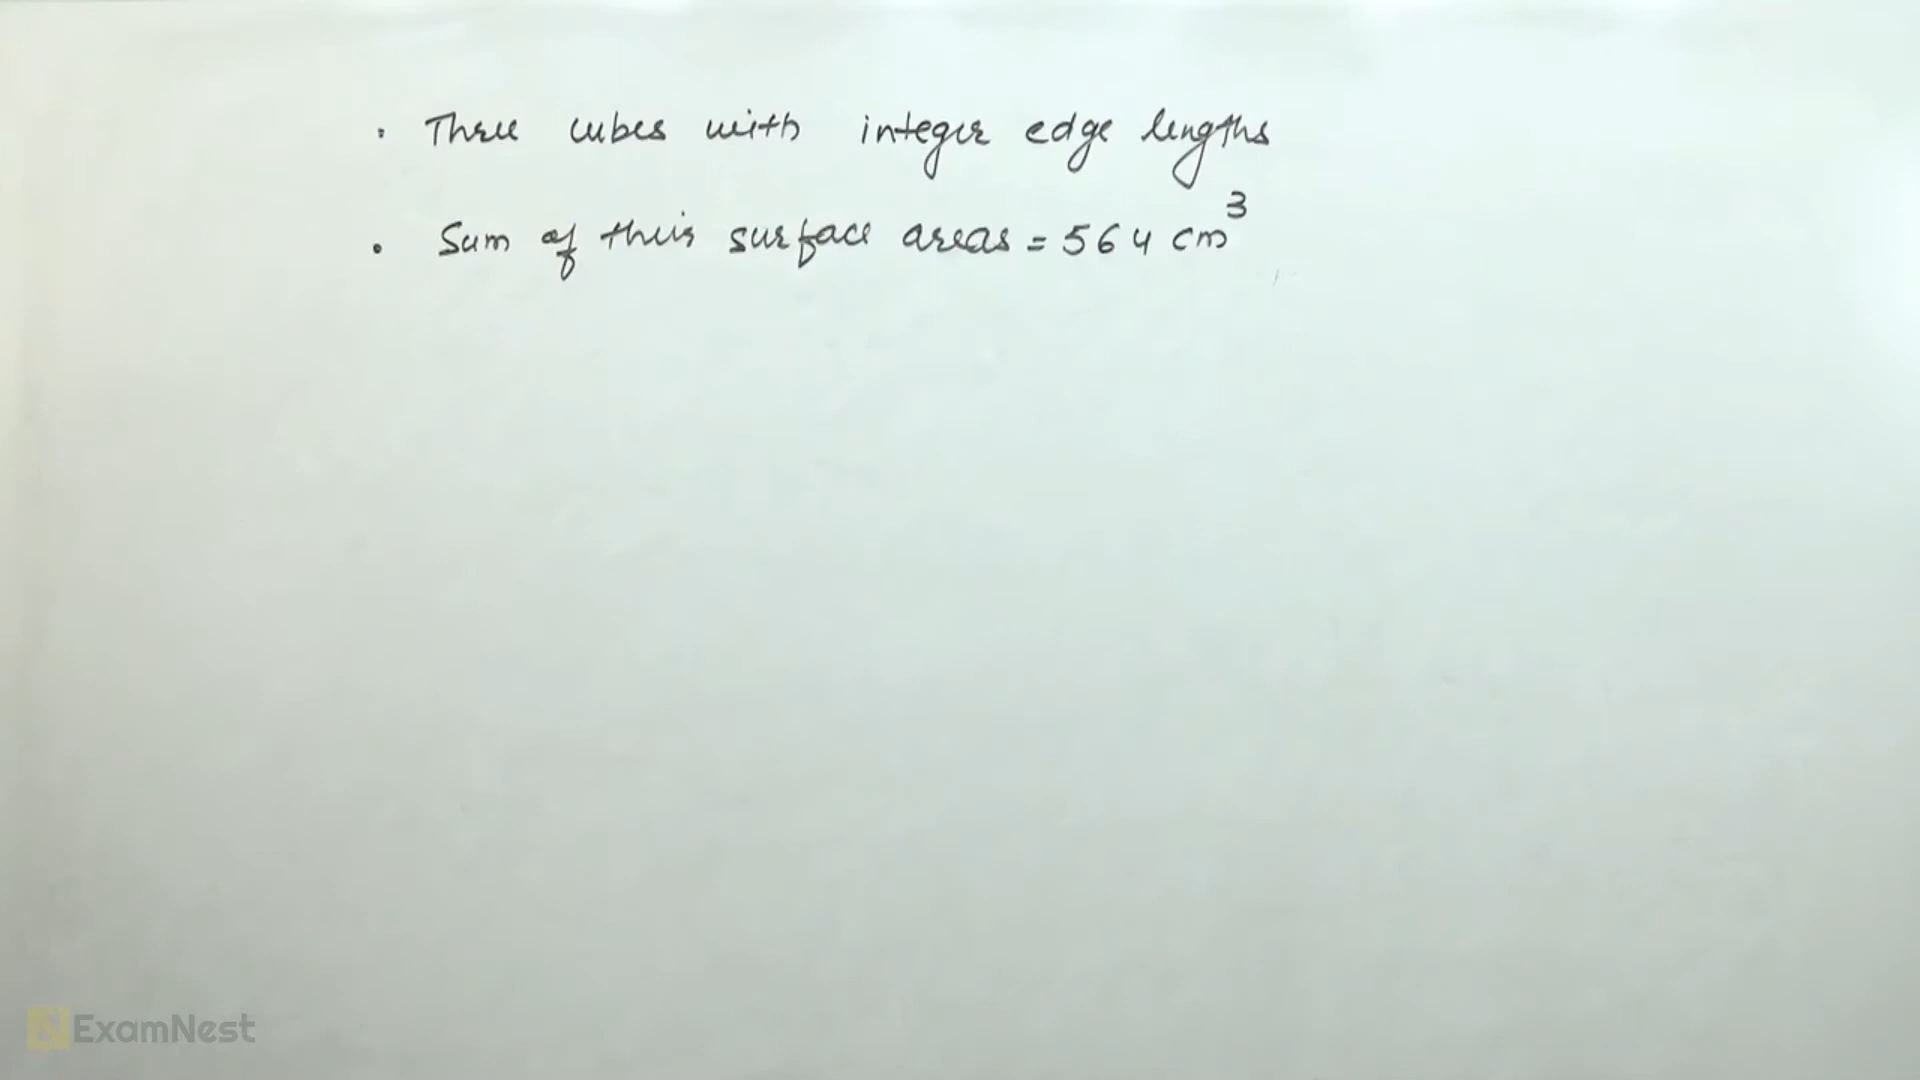 . Three cubes with integer edge lengths
. Sum of their surface areas = 564 cm³
ExamNest